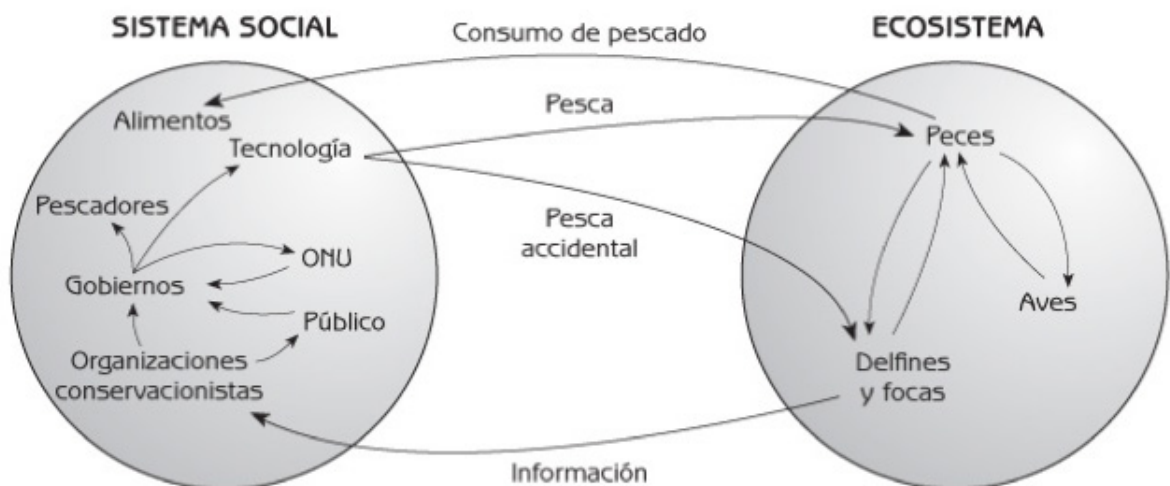 SISTEMA SOCIAL
ECOSISTEMA
Consumo de pescado
Alimentos
Pesca
Tecnología
Peces
Pescadores
Pesca
accidental
ONU
Gobiernos
Aves
Público
Organizaciones
conservacionistas
Delfines
y focas
Información